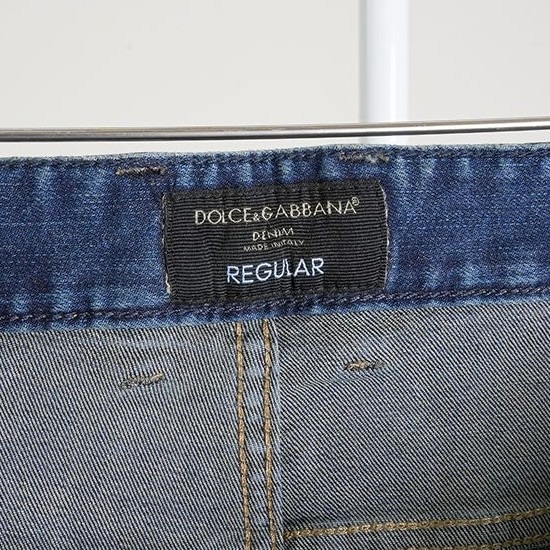 DOLCE&GABBANA®
DENIM
MADE IN ITALY
REGULAR